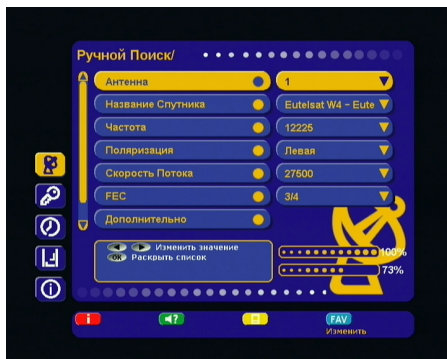 Ручной Поиск/
Антенна 1
Название Спутника Eutelsat W4 – Eute
Частота 12225
Поляризация Левая
Скорость Потока 27500
FEC 3/4
Дополнительно
Изменить значение
OK Раскрыть список
100%
73%
i ? FAV
Изменить